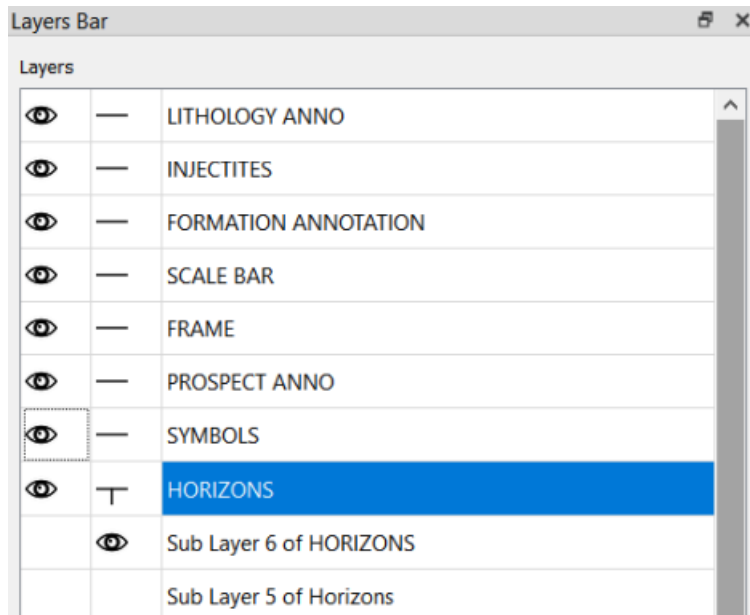 Layers Bar
Layers
LITHOLOGY ANNO
INJECTITES
FORMATION ANNOTATION
SCALE BAR
FRAME
PROSPECT ANNO
SYMBOLS
HORIZONS
Sub Layer 6 of HORIZONS
Sub Layer 5 of Horizons